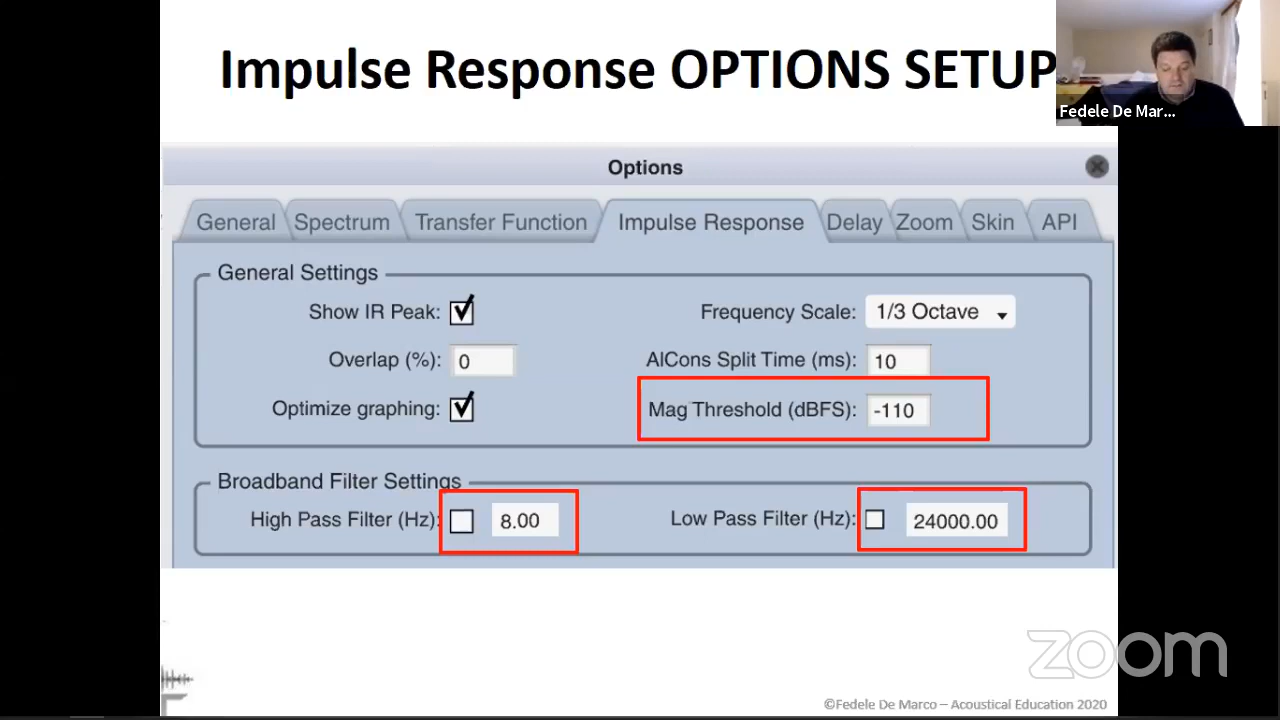 Impulse Response OPTIONS SETUP
Fedele De Mar...
Options
General Spectrum Transfer Function Impulse Response Delay Zoom Skin API
General Settings
Show IR Peak: Frequency Scale: 1/3 Octave
Overlap (%): 0 AlCons Split Time (ms): 10
Optimize graphing: Mag Threshold (dBFS): -110
Broadband Filter Settings
High Pass Filter (Hz): 8.00 Low Pass Filter (Hz): 24000.00
zoom
©Fedele De Marco – Acoustical Education 2020